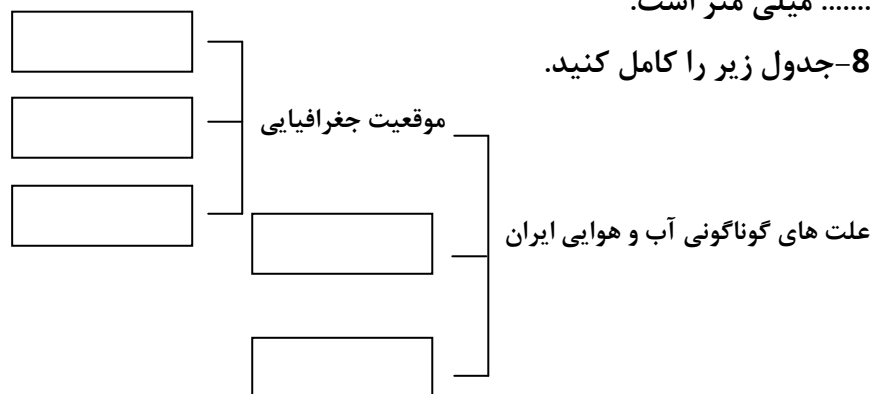 ....... میلی متر است.
8-جدول زیر را کامل کنید.
موقعیت جغرافیایی
علت های گوناگونی آب و هوایی ایران